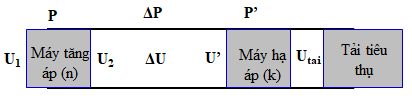 P ΔP P'
U1 Máy tăng áp (n) U2 ΔU U' Máy hạ áp (k) Utai Tải tiêu thụ